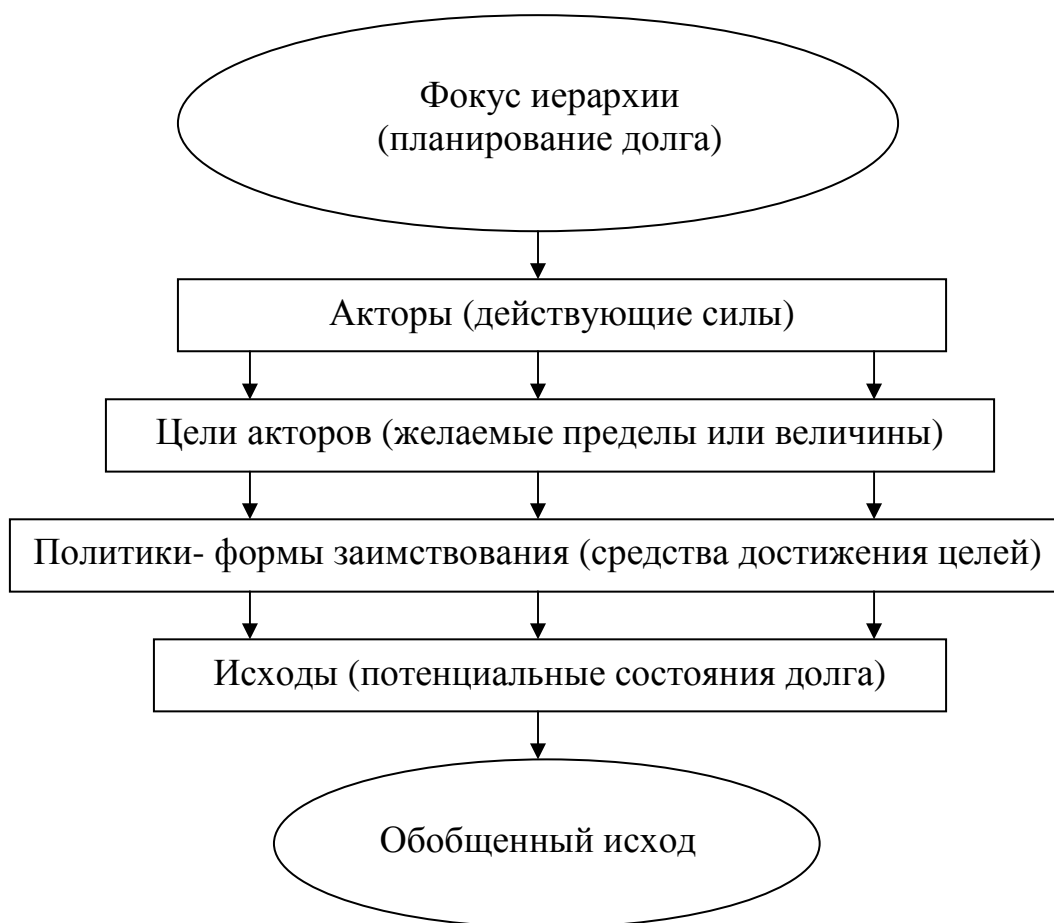 Фокус иерархии
(планирование долга)
Акторы (действующие силы)
Цели акторов (желаемые пределы или величины)
Политики- формы заимствования (средства достижения целей)
Исходы (потенциальные состояния долга)
Обобщенный исход